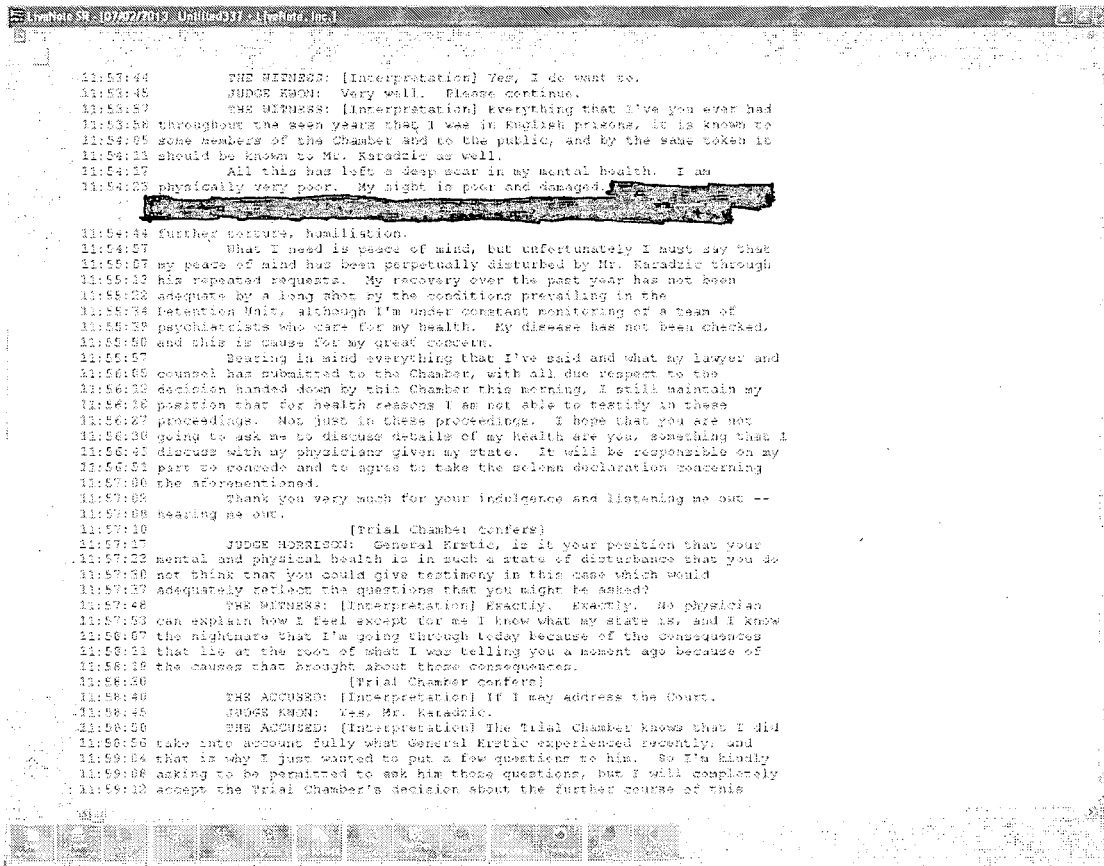 LiveNote SR - [07/02/2013 Untitled337 - LiveNote, Inc.]
11:53:44 THE WITNESS: [Interpretation] Yes, I do want to.
11:53:45 JUDGE KWON: Very well. Please continue.
11:53:57 THE WITNESS: [Interpretation] Everything that I've you ever had
11:53:58 throughout the seen years that I was in English prisons, it is known to
11:54:05 some members of the Chamber and to the public, and by the same token it
11:54:11 should be known to Mr. Karadzic as well.
11:54:17 All this has left a deep scar in my mental health. I am
11:54:23 physically very poor. My night is poor and damaged.
11:54:44 further torture, humiliation.
11:54:57 What I need is peace of mind, but unfortunately I must say that
11:55:07 my peace of mind has been perpetually disturbed by Mr. Karadzic through
11:55:13 his repeated requests. My recovery over the past year has not been
11:55:22 adequate by a long shot by the conditions prevailing in the
11:55:34 Detention Unit, although I'm under constant monitoring of a team of
11:55:39 psychiatrists who care for my health. My disease has not been checked,
11:55:50 and this is cause for my great concern.
11:55:57 Bearing in mind everything that I've said and what my lawyer and
11:56:05 counsel has submitted to the Chamber, with all due respect to the
11:56:12 decision handed down by this Chamber this morning, I still maintain my
11:56:18 position that for health reasons I am not able to testify in these
11:56:27 proceedings. Not just in these proceedings. I hope that you are not
11:56:30 going to ask me to discuss details of my health are you, something that I
11:56:45 discuss with my physicians given my state. It will be responsible on my
11:56:51 part to concede and to agree to take the solemn declaration concerning
11:57:00 the aforementioned.
11:57:02 Thank you very much for your indulgence and listening me out --
11:57:08 hearing me out.
11:57:10 [Trial Chamber confers]
11:57:17 JUDGE MORRISON: General Krstic, is it your position that your
11:57:23 mental and physical health is in such a state of disturbance that you do
11:57:30 not think that you could give testimony in this case which would
11:57:37 adequately reflect the questions that you might be asked?
11:57:48 THE WITNESS: [Interpretation] Exactly. Exactly. No physician
11:57:53 can explain how I feel except for me I know what my state is, and I know
11:58:07 the nightmare that I'm going through today because of the consequences
11:58:11 that lie at the root of what I was telling you a moment ago because of
11:58:19 the causes that brought about those consequences.
11:58:30 [Trial Chamber confers]
11:58:40 THE ACCUSED: [Interpretation] If I may address the Court.
11:58:45 JUDGE KWON: Yes, Mr. Karadzic.
11:58:50 THE ACCUSED: [Interpretation] The Trial Chamber knows that I did
11:58:56 take into account fully what General Krstic experienced recently, and
11:59:04 that is why I just wanted to put a few questions to him. So I'm kindly
11:59:08 asking to be permitted to ask him those questions, but I will completely
11:59:12 accept the Trial Chamber's decision about the further course of this